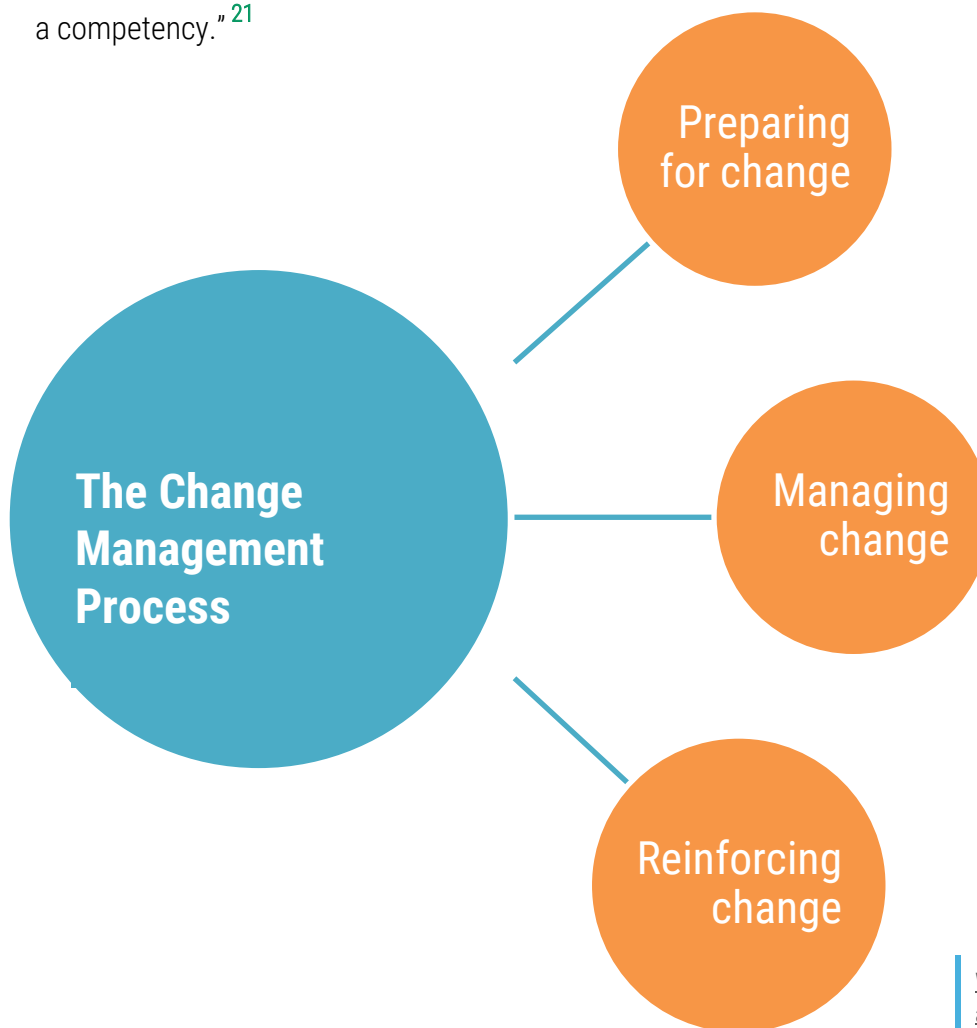 a competency.” 21
Preparing
for change
The Change
Management
Process
Managing
change
Reinforcing
change